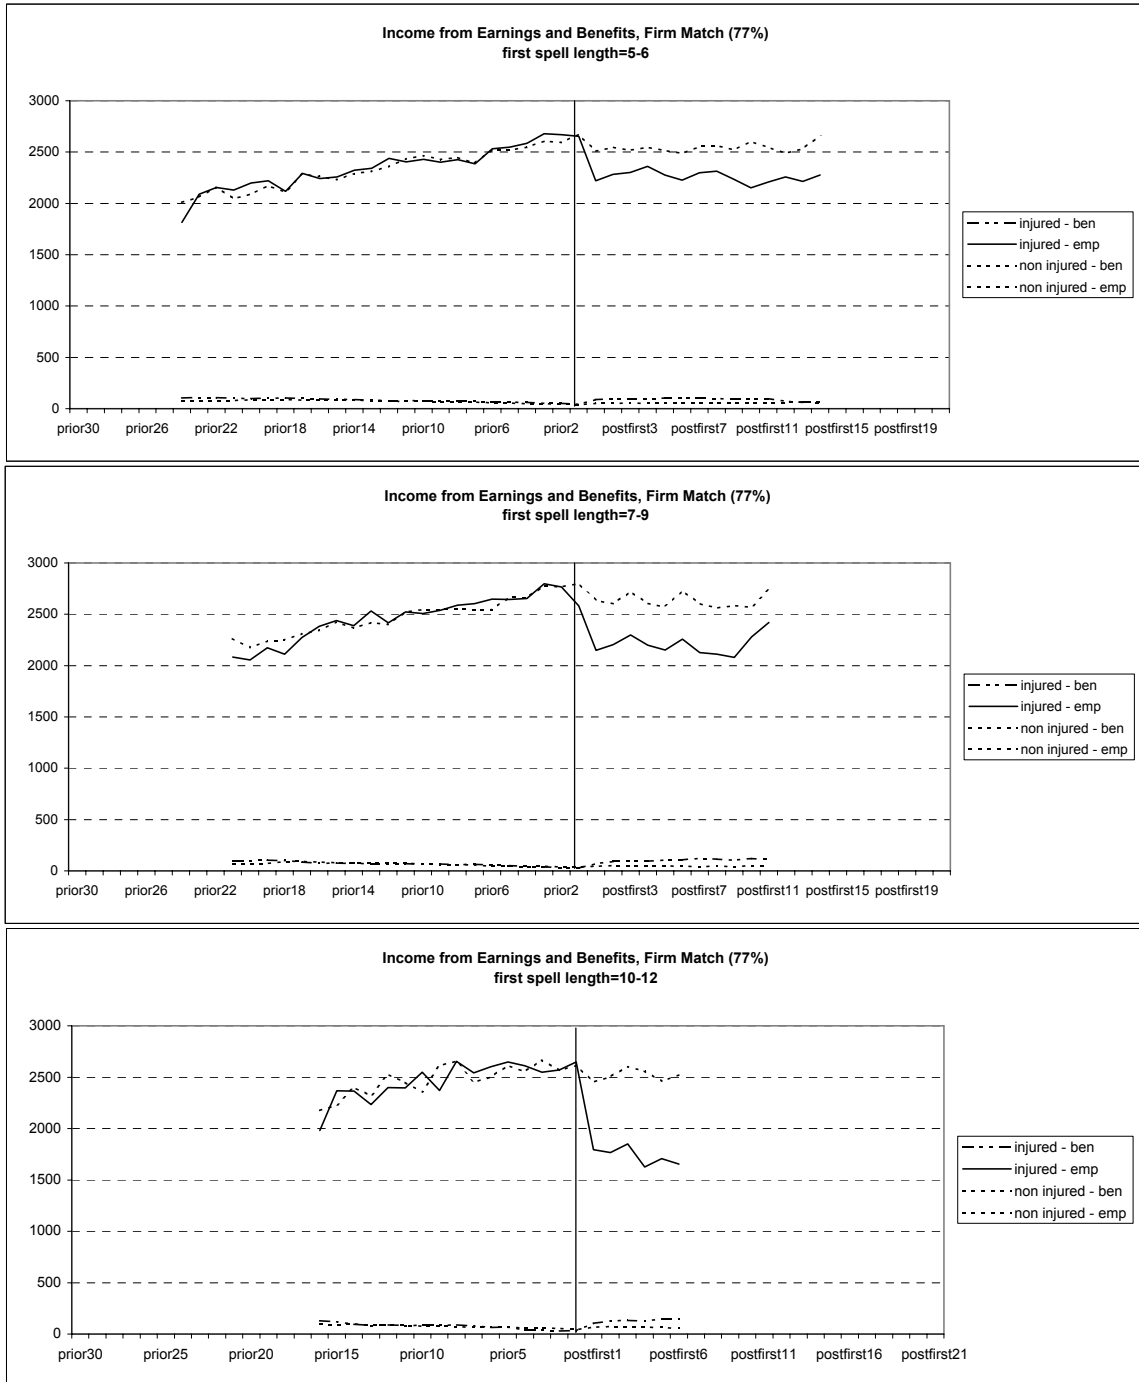 Income from Earnings and Benefits, Firm Match (77%)
first spell length=5-6
3000
2500
2000
1500
1000
500
0
prior30 prior26 prior22 prior18 prior14 prior10 prior6 prior2 postfirst3 postfirst7 postfirst11 postfirst15 postfirst19
injured - ben
injured - emp
non injured - ben
non injured - emp
Income from Earnings and Benefits, Firm Match (77%)
first spell length=7-9
3000
2500
2000
1500
1000
500
0
prior30 prior26 prior22 prior18 prior14 prior10 prior6 prior2 postfirst3 postfirst7 postfirst11 postfirst15 postfirst19
injured - ben
injured - emp
non injured - ben
non injured - emp
Income from Earnings and Benefits, Firm Match (77%)
first spell length=10-12
3000
2500
2000
1500
1000
500
0
prior30 prior25 prior20 prior15 prior10 prior5 postfirst1 postfirst6 postfirst11 postfirst16 postfirst21
injured - ben
injured - emp
non injured - ben
non injured - emp